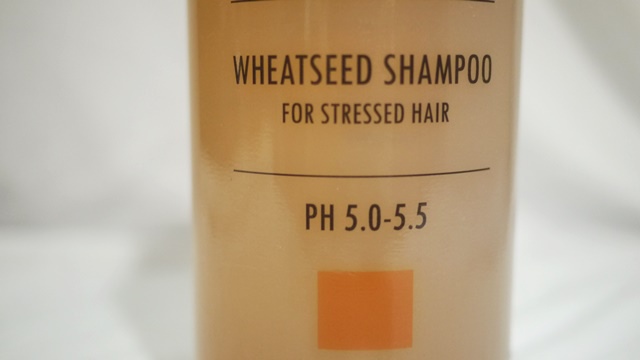 WHEATSEED SHAMPOO
FOR STRESSED HAIR
PH 5.0-5.5